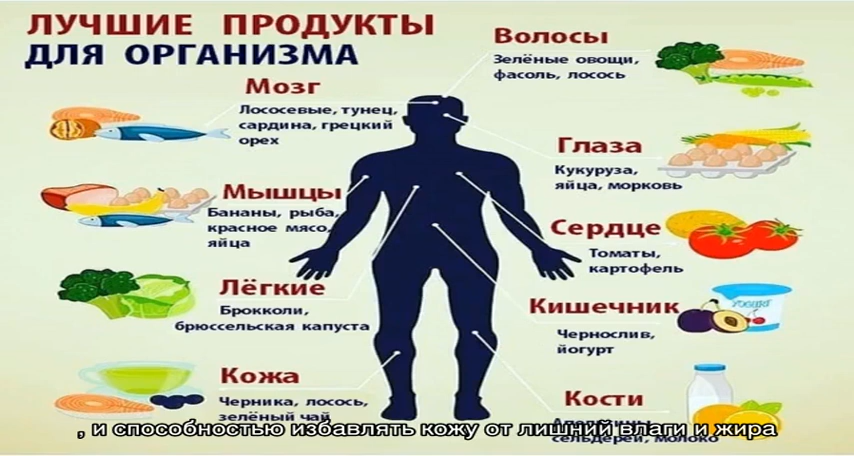 ЛУЧШИЕ ПРОДУКТЫ
ДЛЯ ОРГАНИЗМА
Мозг
Лососевые, тунец,
сардина, грецкий
орех
Мышцы
Бананы, рыба,
красное мясо,
яйца
Лёгкие
Брокколи,
брюссельская капуста
Кожа
Черника, лосось,
зелёный чай
Волосы
Зелёные овощи,
фасоль, лосось
Глаза
Кукуруза,
яйца, морковь
Сердце
Томаты,
картофель
Кишечник
Чернослив,
йогурт
YOGURT
Кости
сельдерей, молоко
, и способностью избавлять кожу от лишний влаги и жира